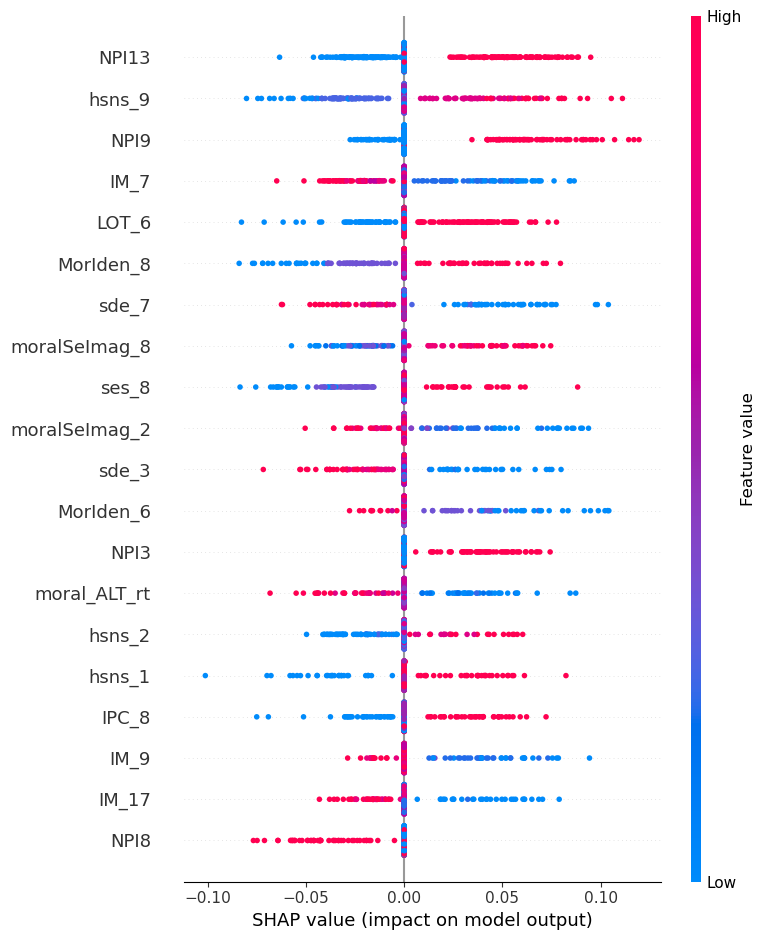 High
NPI13
hsns_9
NPI9
IM_7
LOT_6
MorIden_8
sde_7
moralSeImag_8
ses_8
moralSeImag_2
sde_3
MorIden_6
NPI3
moral_ALT_rt
hsns_2
hsns_1
IPC_8
IM_9
IM_17
NPI8
Feature value
Low
−0.10 −0.05 0.00 0.05 0.10
SHAP value (impact on model output)